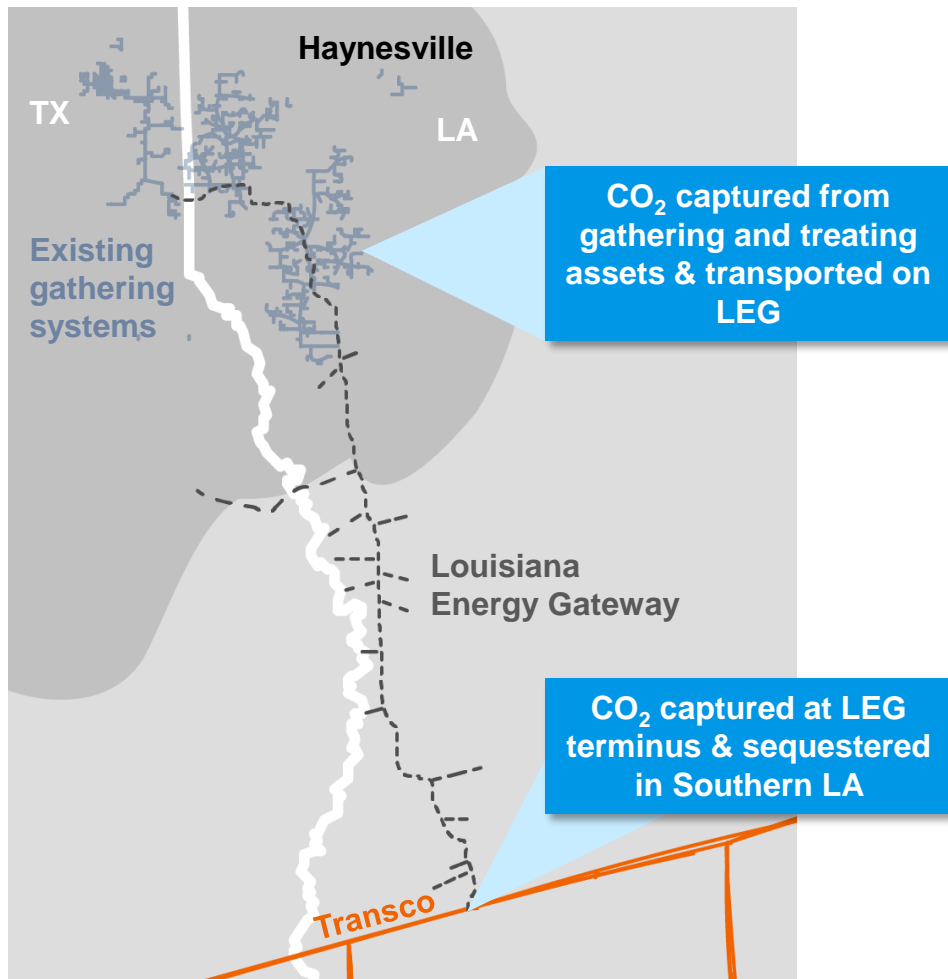 Haynesville
TX
LA
CO₂ captured from
gathering and treating
assets & transported on
LEG
Existing
gathering
systems
Louisiana
Energy Gateway
CO₂ captured at LEG
terminus & sequestered
in Southern LA
Transco